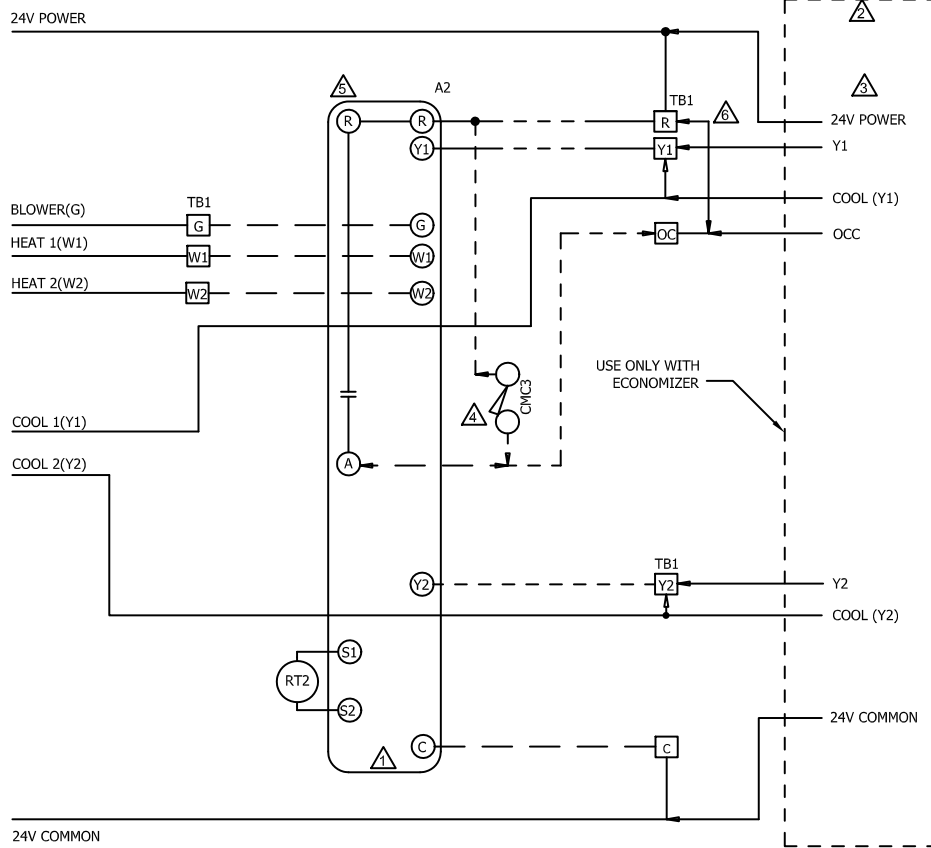 24V POWER
2
5
A2
3
TB1
6
R
R
R
24V POWER
Y1
Y1
Y1
TB1
COOL (Y1)
BLOWER(G)
G
G
OC
OCC
HEAT 1(W1)
W1
W1
HEAT 2(W2)
W2
W2
USE ONLY WITH
ECONOMIZER
CMC3
4
COOL 1(Y1)
COOL 2(Y2)
A
TB1
Y2
Y2
Y2
COOL (Y2)
S1
RT2
S2
24V COMMON
C
C
1
24V COMMON